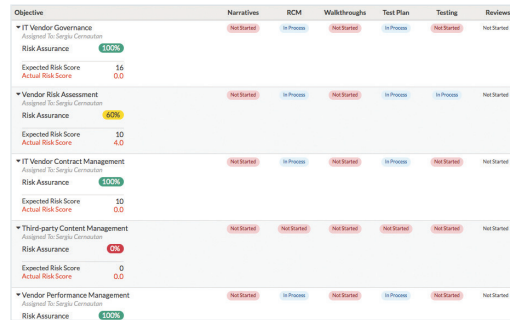 Objective Narratives RCM Walkthroughs Test Plan Testing Reviews
IT Vendor Governance Not Started In Process Not Started In Process Not Started Not Started
Assigned To: Sergiu Cernautan
Risk Assurance 100%
Expected Risk Score 16
Actual Risk Score 0.0
Vendor Risk Assessment Not Started In Process Not Started In Process In Process Not Started
Assigned To: Sergiu Cernautan
Risk Assurance 60%
Expected Risk Score 10
Actual Risk Score 4.0
IT Vendor Contract Management Not Started In Process Not Started In Process Not Started Not Started
Assigned To: Sergiu Cernautan
Risk Assurance 100%
Expected Risk Score 10
Actual Risk Score 0.0
Third-party Content Management Not Started Not Started Not Started Not Started Not Started Not Started
Assigned To: Sergiu Cernautan
Risk Assurance 0%
Expected Risk Score 0
Actual Risk Score 0.0
Vendor Performance Management Not Started In Process Not Started In Process Not Started Not Started
Assigned To: Sergiu Cernautan
Risk Assurance 100%